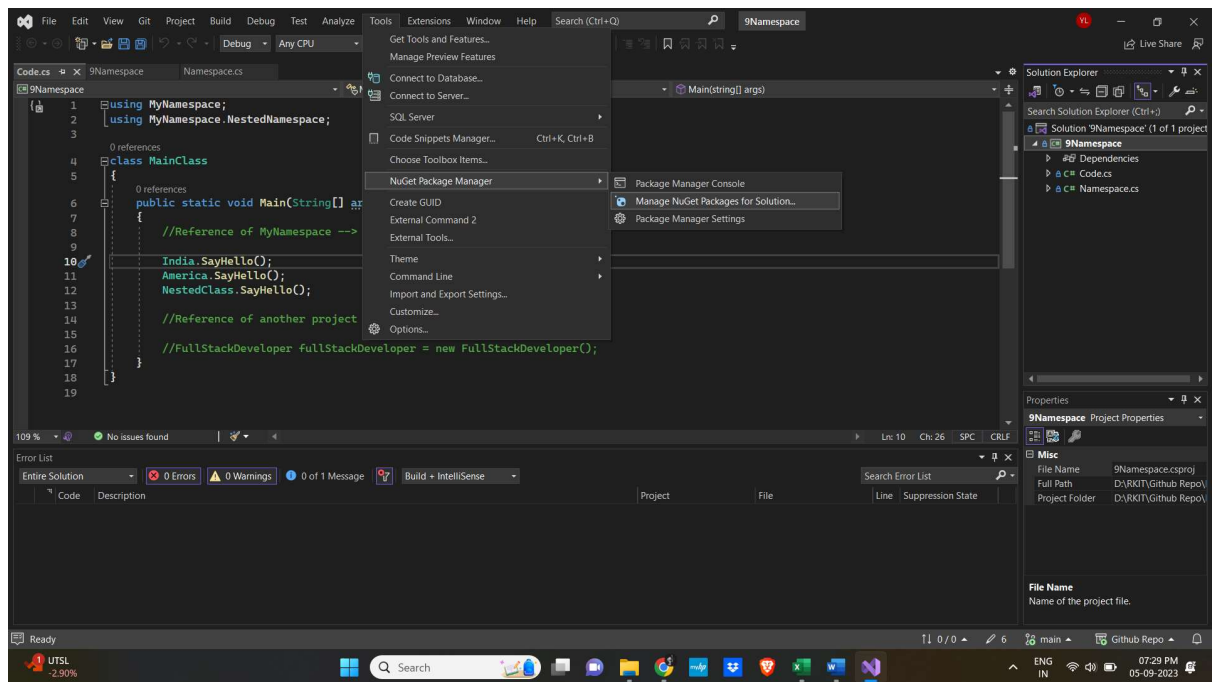 File Edit View Git Project Build Debug Test Analyze Tools Extensions Window Help Search (Ctrl+Q) 9Namespace YL
Debug Any CPU Live Share
Code.cs 9Namespace Namespace.cs
9Namespace Main(string[] args)
1 using MyNamespace;
2 using MyNamespace.NestedNamespace;
3
0 references
4 class MainClass
5 {
0 references
6 public static void Main(String[]
7 {
8 //Reference of MyNamespace -->
9
10 India.SayHello();
11 America.SayHello();
12 NestedClass.SayHello();
13
14 //Reference of another project
15
16 //FullStackDeveloper fullStackDeveloper = new FullStackDeveloper();
17 }
18 }
19
Get Tools and Features...
Manage Preview Features
Connect to Database...
Connect to Server...
SQL Server
Code Snippets Manager... Ctrl+K, Ctrl+B
Choose Toolbox Items...
NuGet Package Manager
Create GUID
External Command 2
External Tools...
Theme
Command Line
Import and Export Settings...
Customize...
Options...
Package Manager Console
Manage NuGet Packages for Solution...
Package Manager Settings
Solution Explorer
Search Solution Explorer (Ctrl+;)
Solution '9Namespace' (1 of 1 project
9Namespace
Dependencies
C# Code.cs
C# Namespace.cs
109 % No issues found Ln: 10 Ch: 26 SPC CRLF
Error List
Entire Solution 0 Errors 0 Warnings 0 of 1 Message Build + IntelliSense Search Error List
Code Description Project File Line Suppression State
Properties
9Namespace Project Properties
Misc
File Name 9Namespace.csproj
Full Path D:\RKIT\Github Repo\
Project Folder D:\RKIT\Github Repo\
File Name
Name of the project file.
Ready 0 / 0 6 main Github Repo
1 UTSL
-2.90%
Search
ENG
IN
07:29 PM
05-09-2023